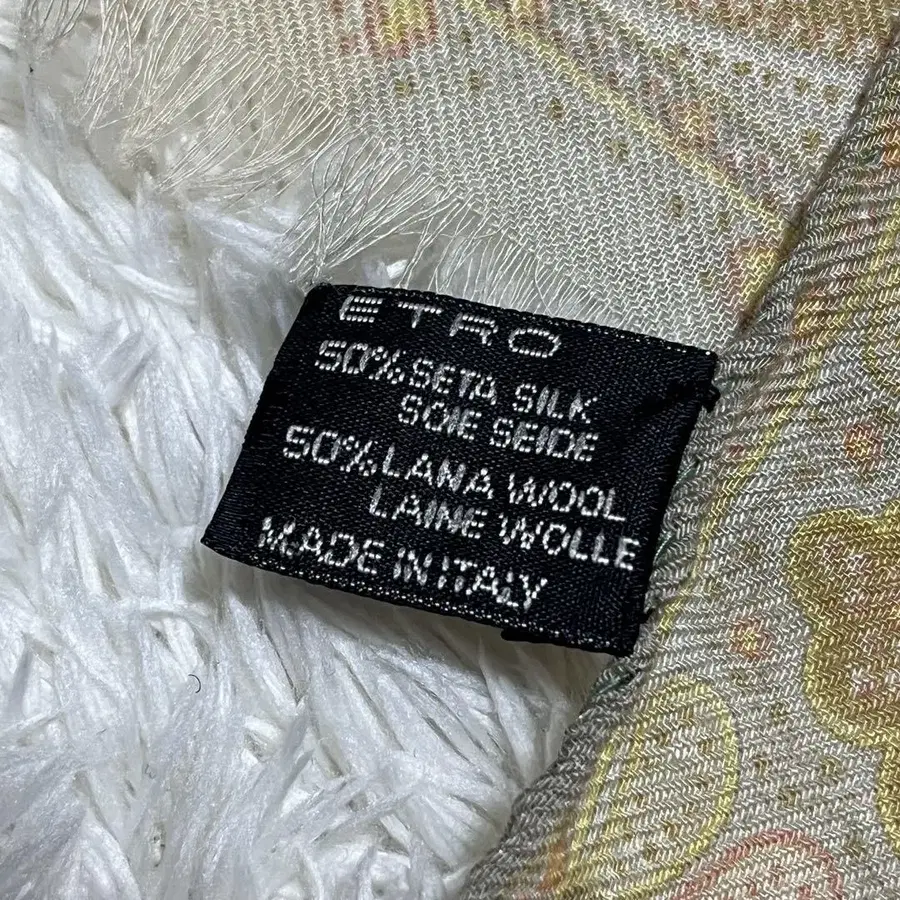 ETRO
50% SETA SILK
SOIE SEIDE
50% LANA WOOL
LAINE WOLLE
MADE IN ITALY